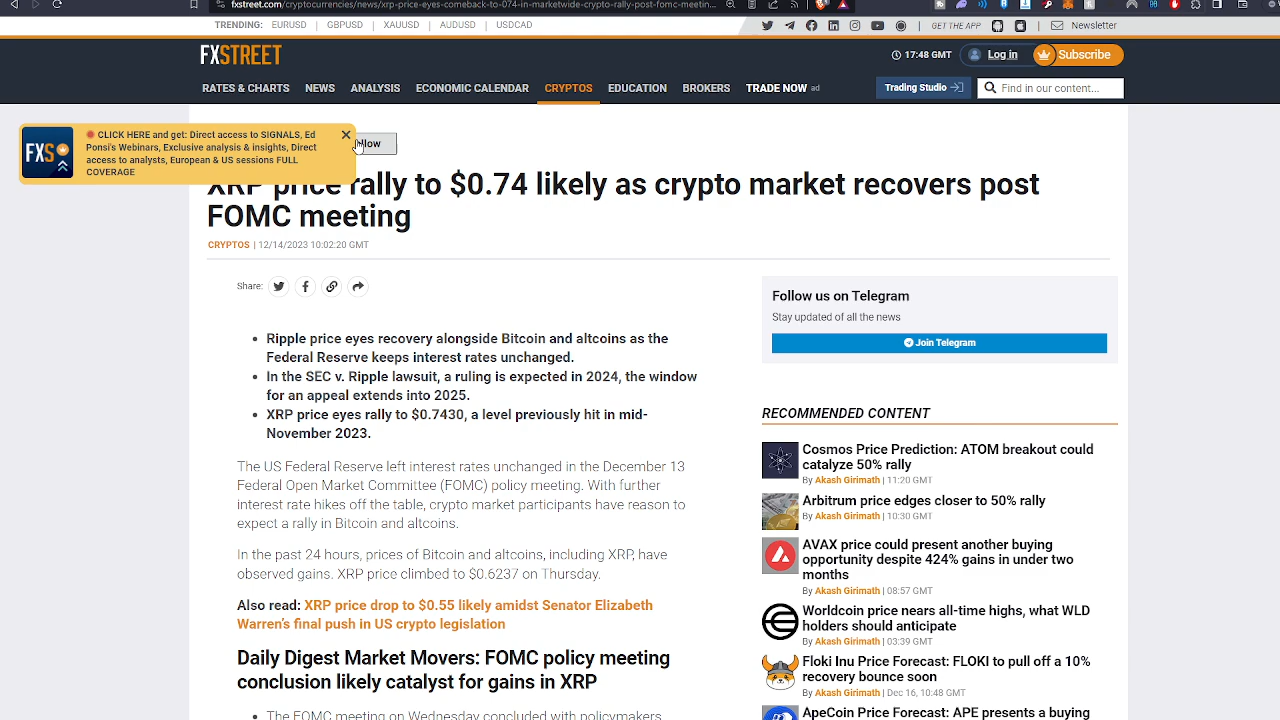 fxstreet.com/cryptocurrencies/news/xrp-price-eyes-comeback-to-074-in-marketwide-crypto-rally-post-fomc-meetin...
TRENDING: EURUSD | GBPUSD | XAUUSD | AUDUSD | USDCAD
GET THE APP
Newsletter
FXSTREET
17:48 GMT
Log in
Subscribe
RATES & CHARTS NEWS ANALYSIS ECONOMIC CALENDAR CRYPTOS EDUCATION BROKERS TRADE NOW ad
Trading Studio
Find in our content...
FXS
CLICK HERE and get: Direct access to SIGNALS, Ed
Ponsi's Webinars, Exclusive analysis & insights, Direct
access to analysts, European & US sessions FULL
COVERAGE
XRP price rally to $0.74 likely as crypto market recovers post
FOMC meeting
CRYPTOS | 12/14/2023 10:02:20 GMT
Share:
• Ripple price eyes recovery alongside Bitcoin and altcoins as the
Federal Reserve keeps interest rates unchanged.
• In the SEC v. Ripple lawsuit, a ruling is expected in 2024, the window
for an appeal extends into 2025.
• XRP price eyes rally to $0.7430, a level previously hit in mid-
November 2023.
The US Federal Reserve left interest rates unchanged in the December 13
Federal Open Market Committee (FOMC) policy meeting. With further
interest rate hikes off the table, crypto market participants have reason to
expect a rally in Bitcoin and altcoins.
In the past 24 hours, prices of Bitcoin and altcoins, including XRP, have
observed gains. XRP price climbed to $0.6237 on Thursday.
Also read: XRP price drop to $0.55 likely amidst Senator Elizabeth
Warren's final push in US crypto legislation
Daily Digest Market Movers: FOMC policy meeting
conclusion likely catalyst for gains in XRP
• The FOMC meeting on Wednesday concluded with policymakers
Follow us on Telegram
Stay updated of all the news
Join Telegram
RECOMMENDED CONTENT
Cosmos Price Prediction: ATOM breakout could
catalyze 50% rally
By Akash Girimath | 11:20 GMT
Arbitrum price edges closer to 50% rally
By Akash Girimath | 10:30 GMT
AVAX price could present another buying
opportunity despite 424% gains in under two
months
By Akash Girimath | 08:57 GMT
Worldcoin price nears all-time highs, what WLD
holders should anticipate
By Akash Girimath | 03:39 GMT
Floki Inu Price Forecast: FLOKI to pull off a 10%
recovery bounce soon
By Akash Girimath | Dec 16, 10:48 GMT
ApeCoin Price Forecast: APE presents a buying